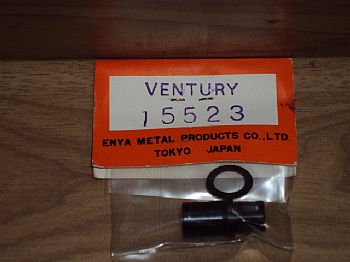 VENTURY
15523
ENYA METAL PRODUCTS CO.,LTD.
TOKYO JAPAN